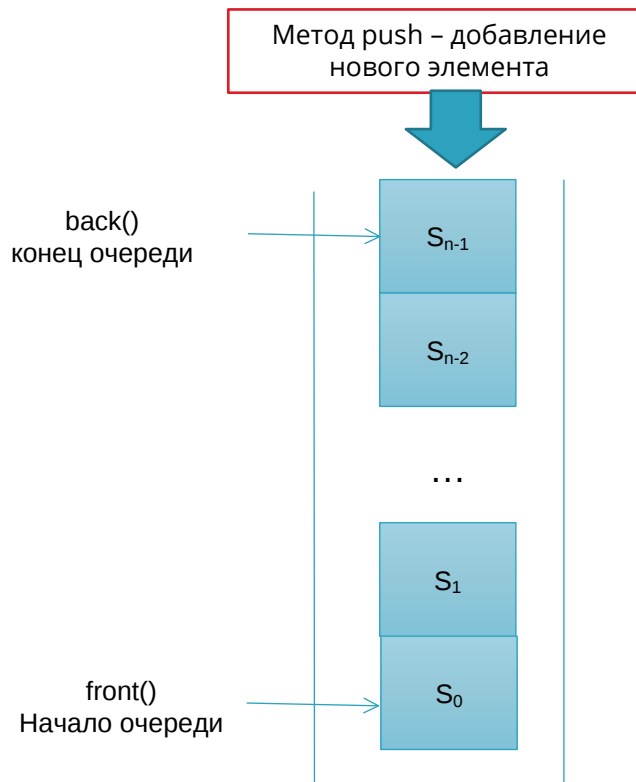 Метод push – добавление
нового элемента
back()
конец очереди
Sn-1
Sn-2
...
S1
S0
front()
Начало очереди